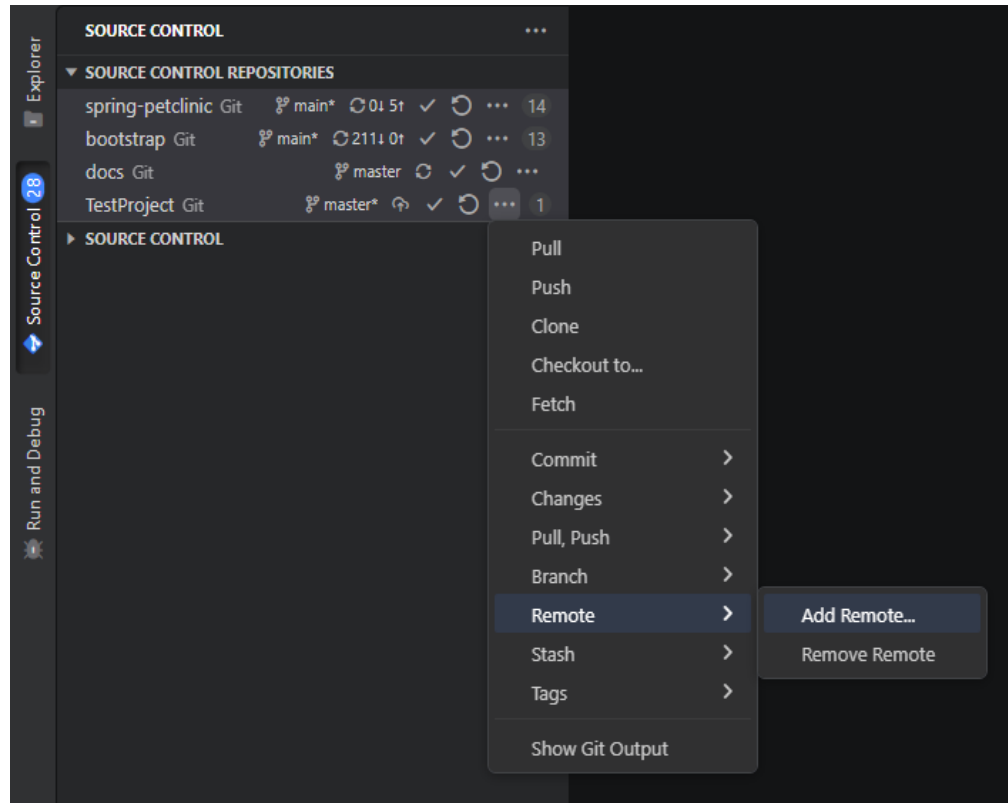 Explorer
Source Control 28
Run and Debug
SOURCE CONTROL
SOURCE CONTROL REPOSITORIES
spring-petclinic Git main* 0↓ 5↑ 14
bootstrap Git main* 211↓ 0↑ 13
docs Git master
TestProject Git master* 1
SOURCE CONTROL
Pull
Push
Clone
Checkout to...
Fetch
Commit
Changes
Pull, Push
Branch
Remote
Add Remote...
Remove Remote
Stash
Tags
Show Git Output